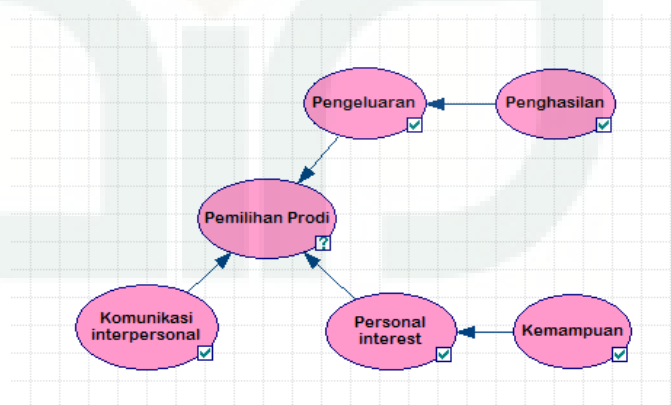 Pengeluaran
Penghasilan
Pemilihan Prodi
?
Komunikasi
interpersonal
Personal
interest
Kemampuan